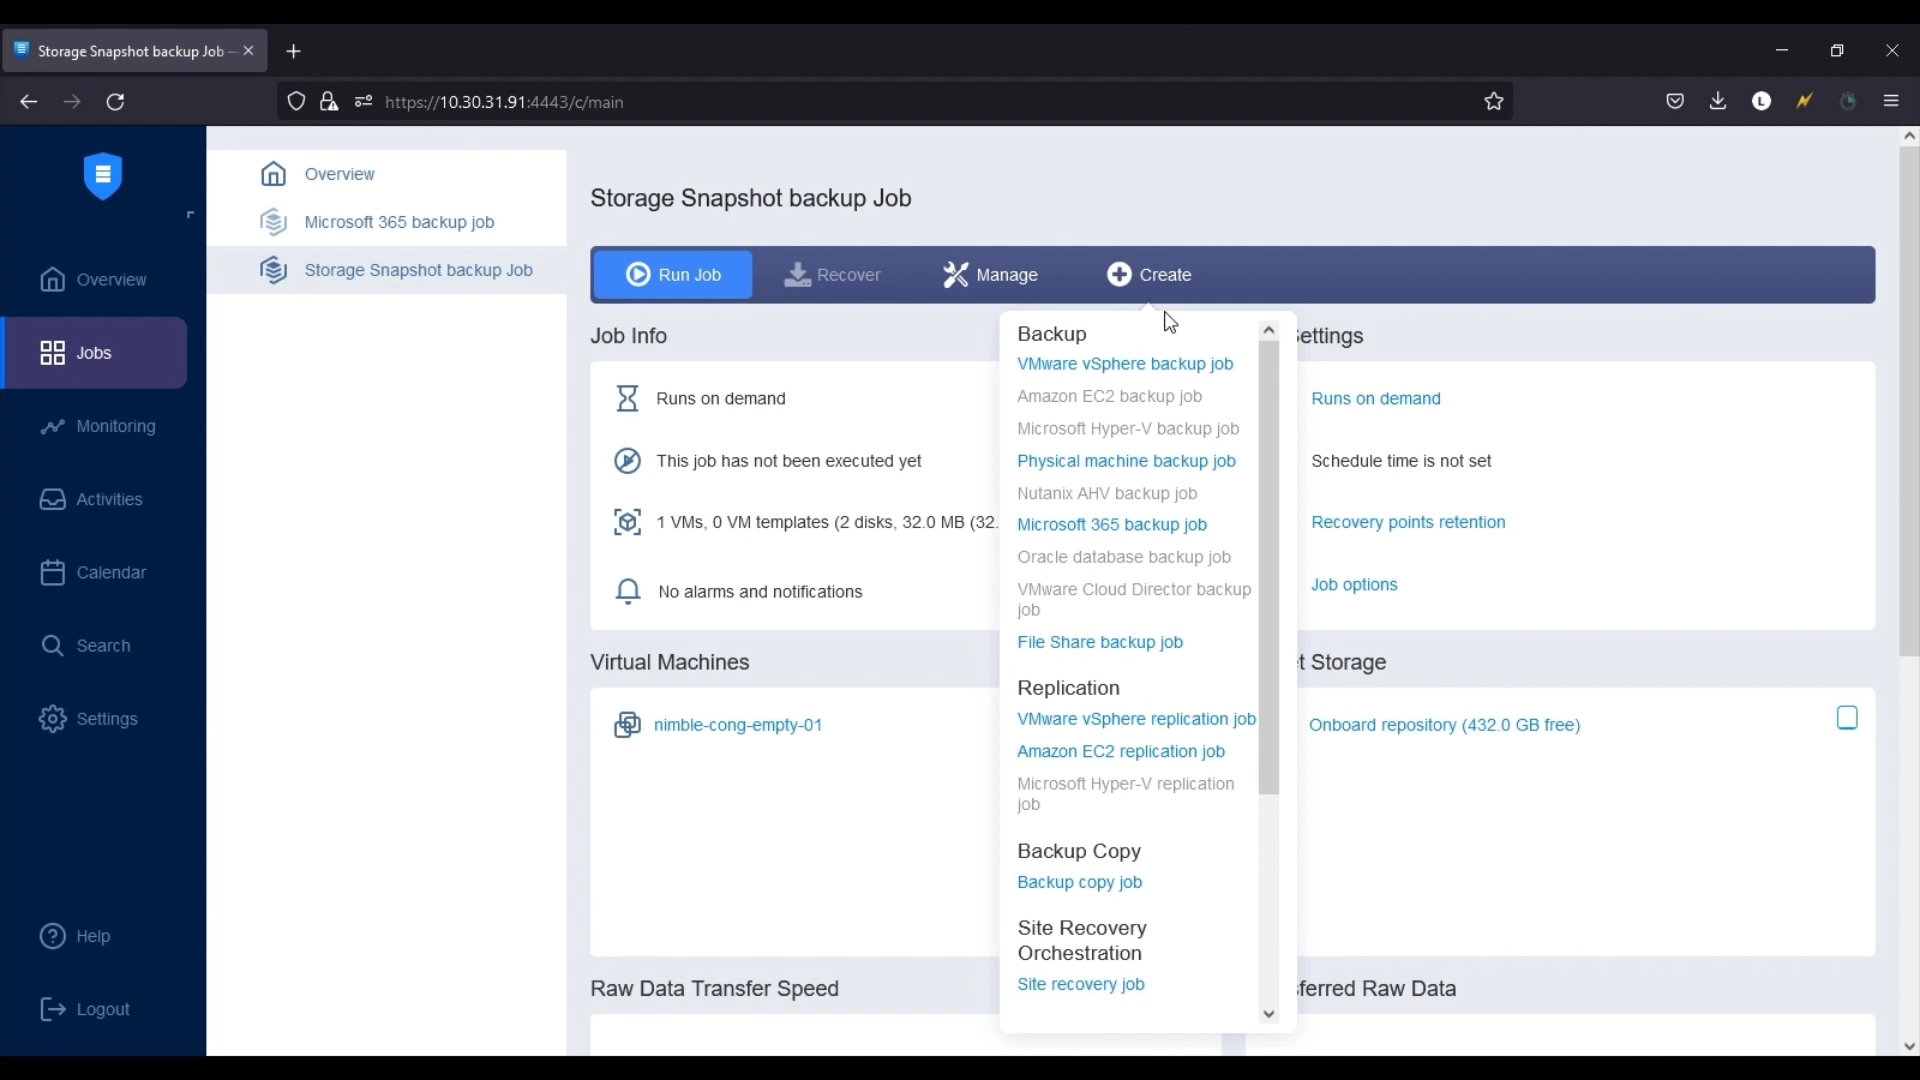 Storage Snapshot backup Job –
https://10.30.31.91:4443/c/main
L
Overview
Jobs
Monitoring
Activities
Calendar
Search
Settings
Help
Logout
Overview
Microsoft 365 backup job
Storage Snapshot backup Job
Storage Snapshot backup Job
Run Job
Recover
Manage
Create
Job Info
Runs on demand
This job has not been executed yet
1 VMs, 0 VM templates (2 disks, 32.0 MB (32.
No alarms and notifications
Virtual Machines
nimble-cong-empty-01
Raw Data Transfer Speed
Backup
VMware vSphere backup job
Amazon EC2 backup job
Microsoft Hyper-V backup job
Physical machine backup job
Nutanix AHV backup job
Microsoft 365 backup job
Oracle database backup job
VMware Cloud Director backup
job
File Share backup job
Replication
VMware vSphere replication job
Amazon EC2 replication job
Microsoft Hyper-V replication
job
Backup Copy
Backup copy job
Site Recovery
Orchestration
Site recovery job
ettings
Runs on demand
Schedule time is not set
Recovery points retention
Job options
t Storage
Onboard repository (432.0 GB free)
sferred Raw Data